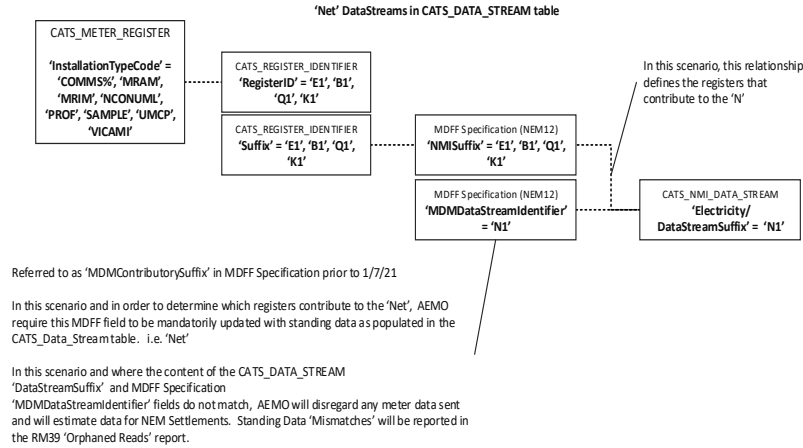 ‘Net’ DataStreams in CATS_DATA_STREAM table
CATS_METER_REGISTER
‘InstallationTypeCode’ =
‘COMMS%’, ‘MRAM’,
‘MRIM’, ‘NCONUML’,
‘PROF’, ‘SAMPLE’, ‘UMCP’,
‘VICAMI’
CATS_REGISTER_IDENTIFIER
‘RegisterID’ = ‘E1’, ‘B1’,
‘Q1’, ‘K1’
CATS_REGISTER_IDENTIFIER
‘Suffix’ = ‘E1’, ‘B1’, ‘Q1’,
‘K1’
MDFF Specification (NEM12)
‘NMISuffix’ = ‘E1’, ‘B1’, ‘Q1’,
‘K1’
MDFF Specification (NEM12)
‘MDMDataStreamIdentifier’
= ‘N1’
In this scenario, this relationship
defines the registers that
contribute to the ‘N’
CATS_NMI_DATA_STREAM
‘Electricity/
DataStreamSuffix’ = ‘N1’
Referred to as ‘MDMContributorySuffix’ in MDFF Specification prior to 1/7/21
In this scenario and in order to determine which registers contribute to the ‘Net’, AEMO
require this MDFF field to be mandatorily updated with standing data as populated in the
CATS_Data_Stream table. i.e. ‘Net’
In this scenario and where the content of the CATS_DATA_STREAM
‘DataStreamSuffix’ and MDFF Specification
‘MDMDataStreamIdentifier’ fields do not match, AEMO will disregard any meter data sent
and will estimate data for NEM Settlements. Standing Data ‘Mismatches’ will be reported in
the RM39 ‘Orphaned Reads’ report.